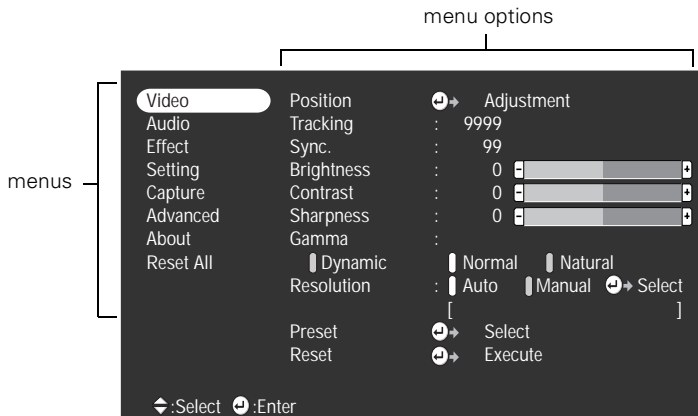 menu options
menus
Video Position Adjustment
Audio Tracking : 9999
Effect Sync. : 99
Setting Brightness : 0 - +
Capture Contrast : 0 - +
Advanced Sharpness : 0 - +
About Gamma :
Reset All Dynamic Normal Natural
Resolution : Auto Manual Select
[ ]
Preset Select
Reset Execute
:Select :Enter